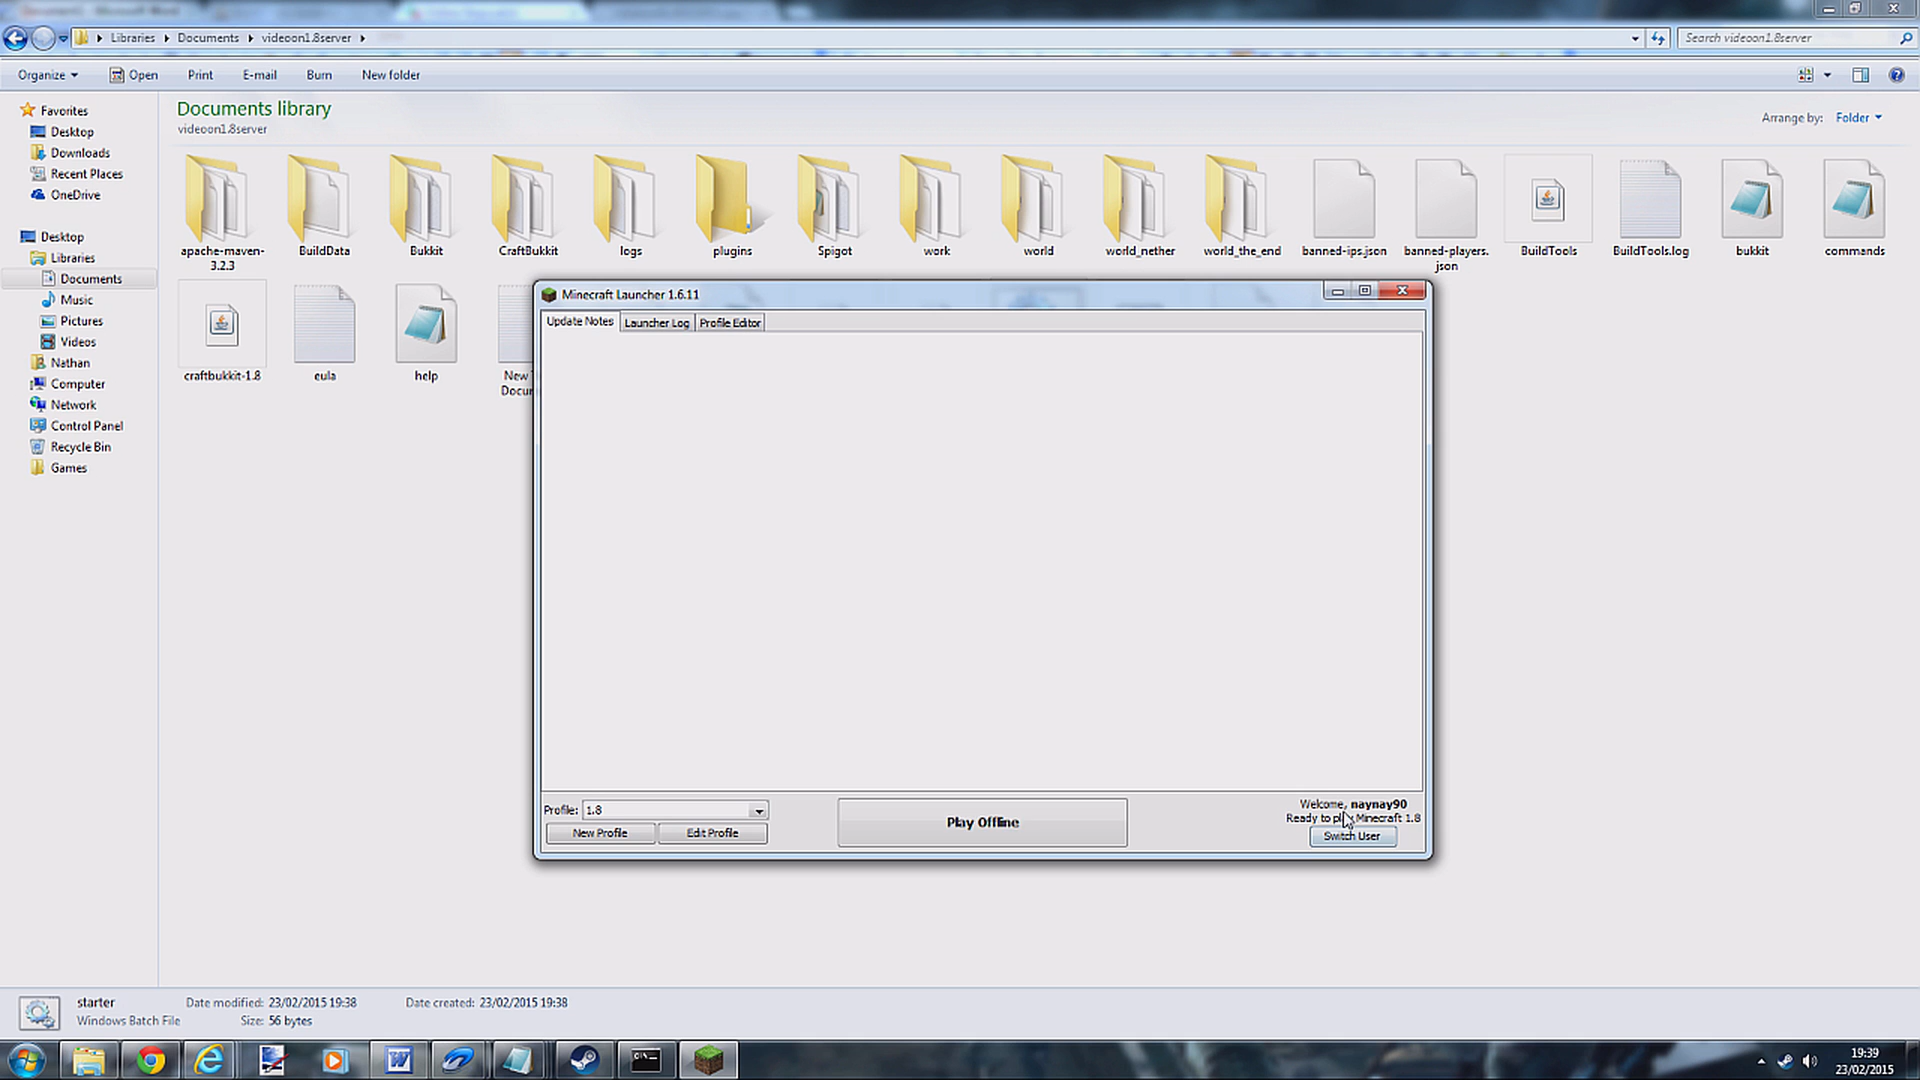 Libraries Documents videoon1.8server
Search videoon1.8server
Organize Open Print E-mail Burn New folder
Favorites
Desktop
Downloads
Recent Places
OneDrive
Desktop
Libraries
Documents
Music
Pictures
Videos
Nathan
Computer
Network
Control Panel
Recycle Bin
Games
Documents library
videoon1.8server
Arrange by: Folder
apache-maven-
3.2.3
BuildData
Bukkit
CraftBukkit
logs
plugins
Spigot
work
world
world_nether
world_the_end
banned-ips.json
banned-players.
json
BuildTools
BuildTools.log
bukkit
commands
craftbukkit-1.8
eula
help
New
Docu
Minecraft Launcher 1.6.11
Update Notes Launcher Log Profile Editor
Profile: 1.8
New Profile Edit Profile
Play Offline
Welcome, naynay90
Ready to play Minecraft 1.8
Switch User
starter Date modified: 23/02/2015 19:38 Date created: 23/02/2015 19:38
Windows Batch File Size: 56 bytes
19:39
23/02/2015